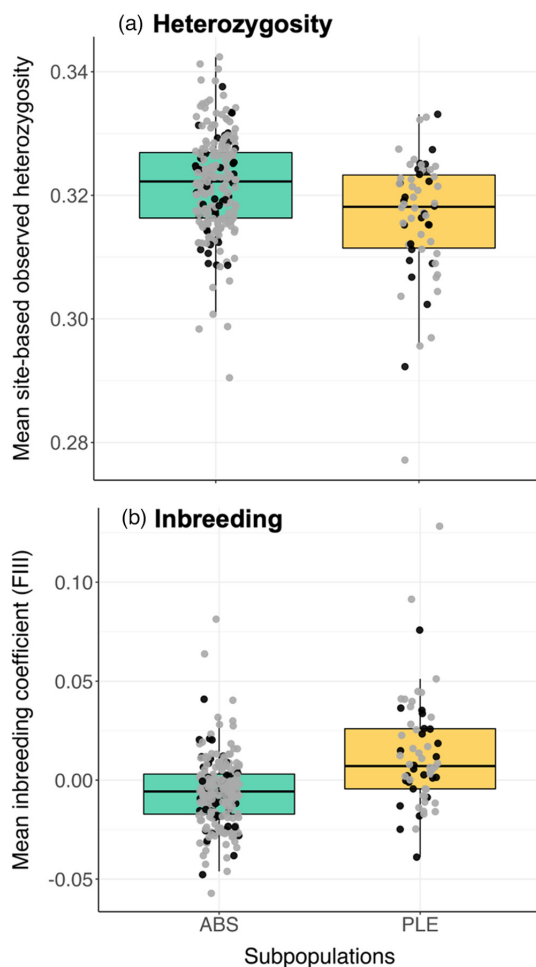 (a) Heterozygosity
Mean site-based observed heterozygosity
0.34
0.32
0.30
0.28
(b) Inbreeding
Mean inbreeding coefficient (FIII)
0.10
0.05
0.00
-0.05
ABS PLE
Subpopulations